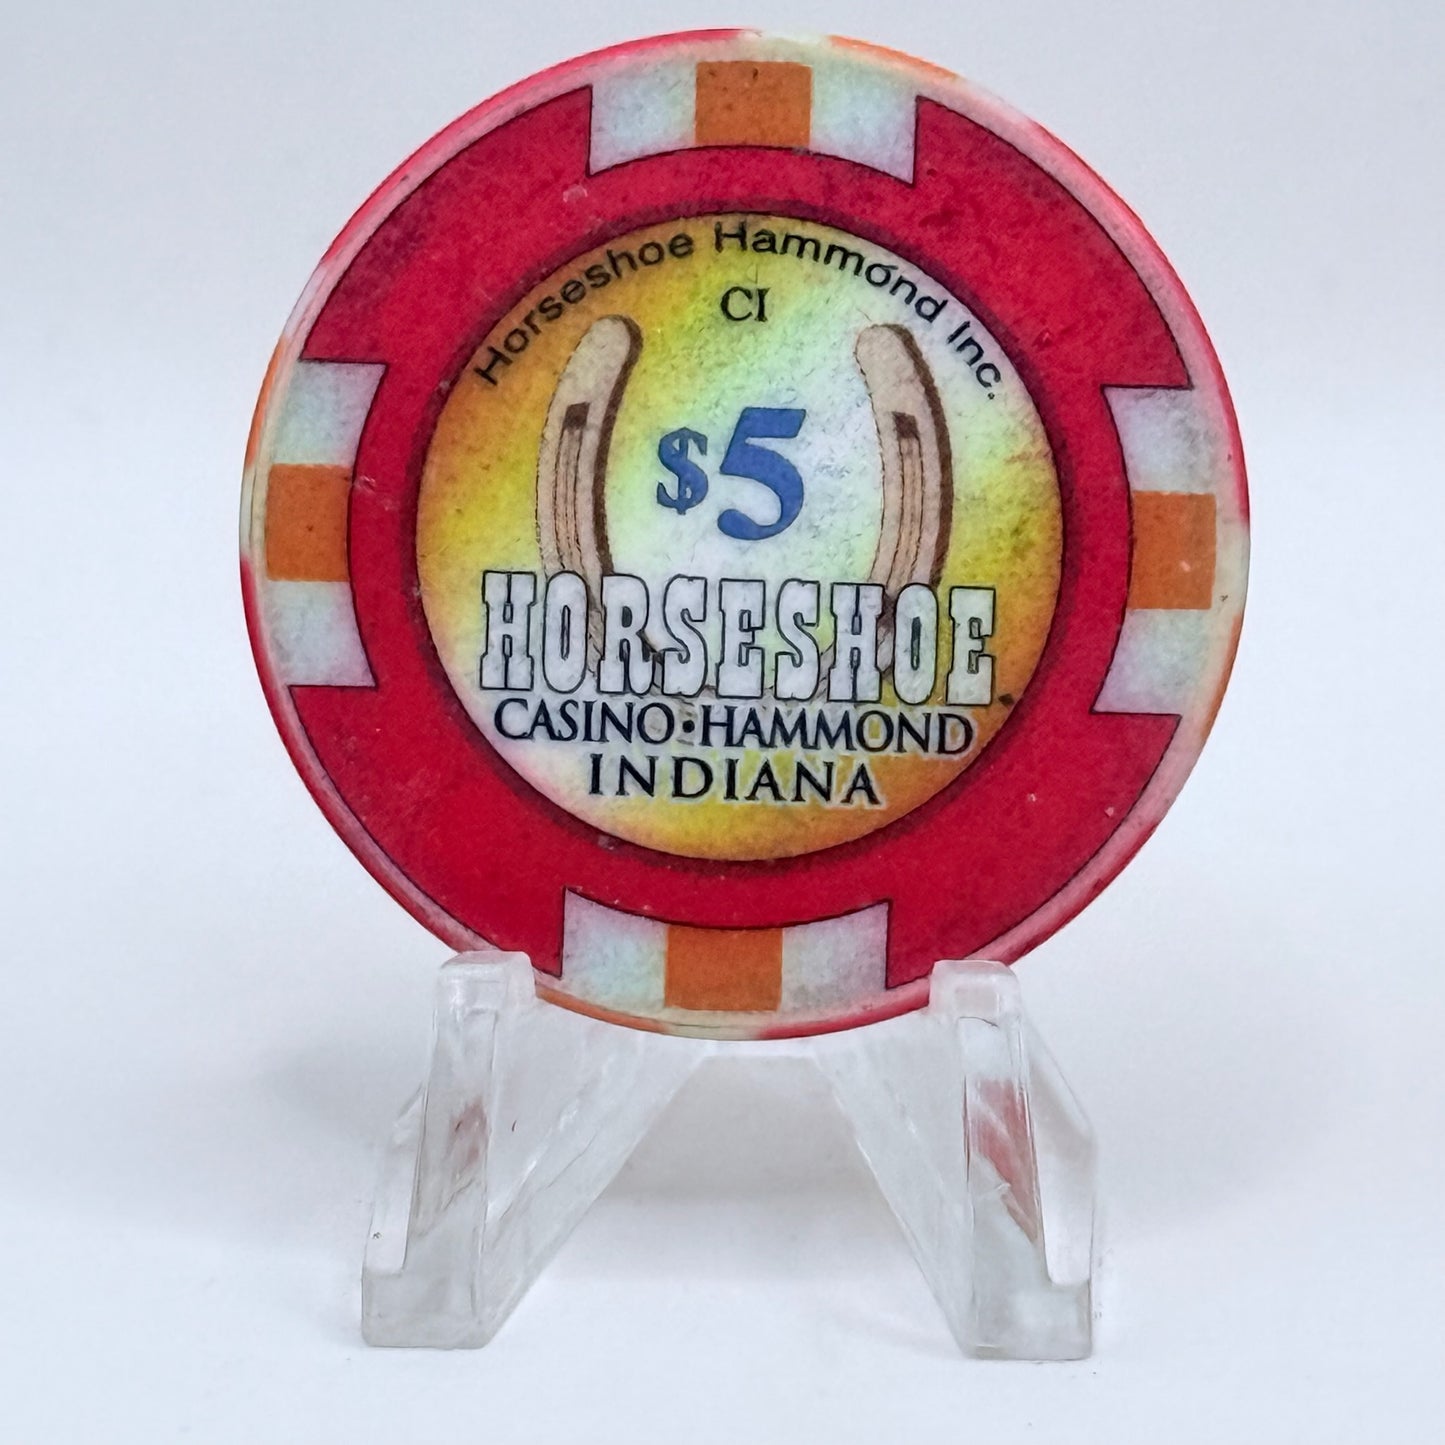 Horseshoe Hammond Inc.
CI
$5
HORSESHOE
CASINO•HAMMOND
INDIANA